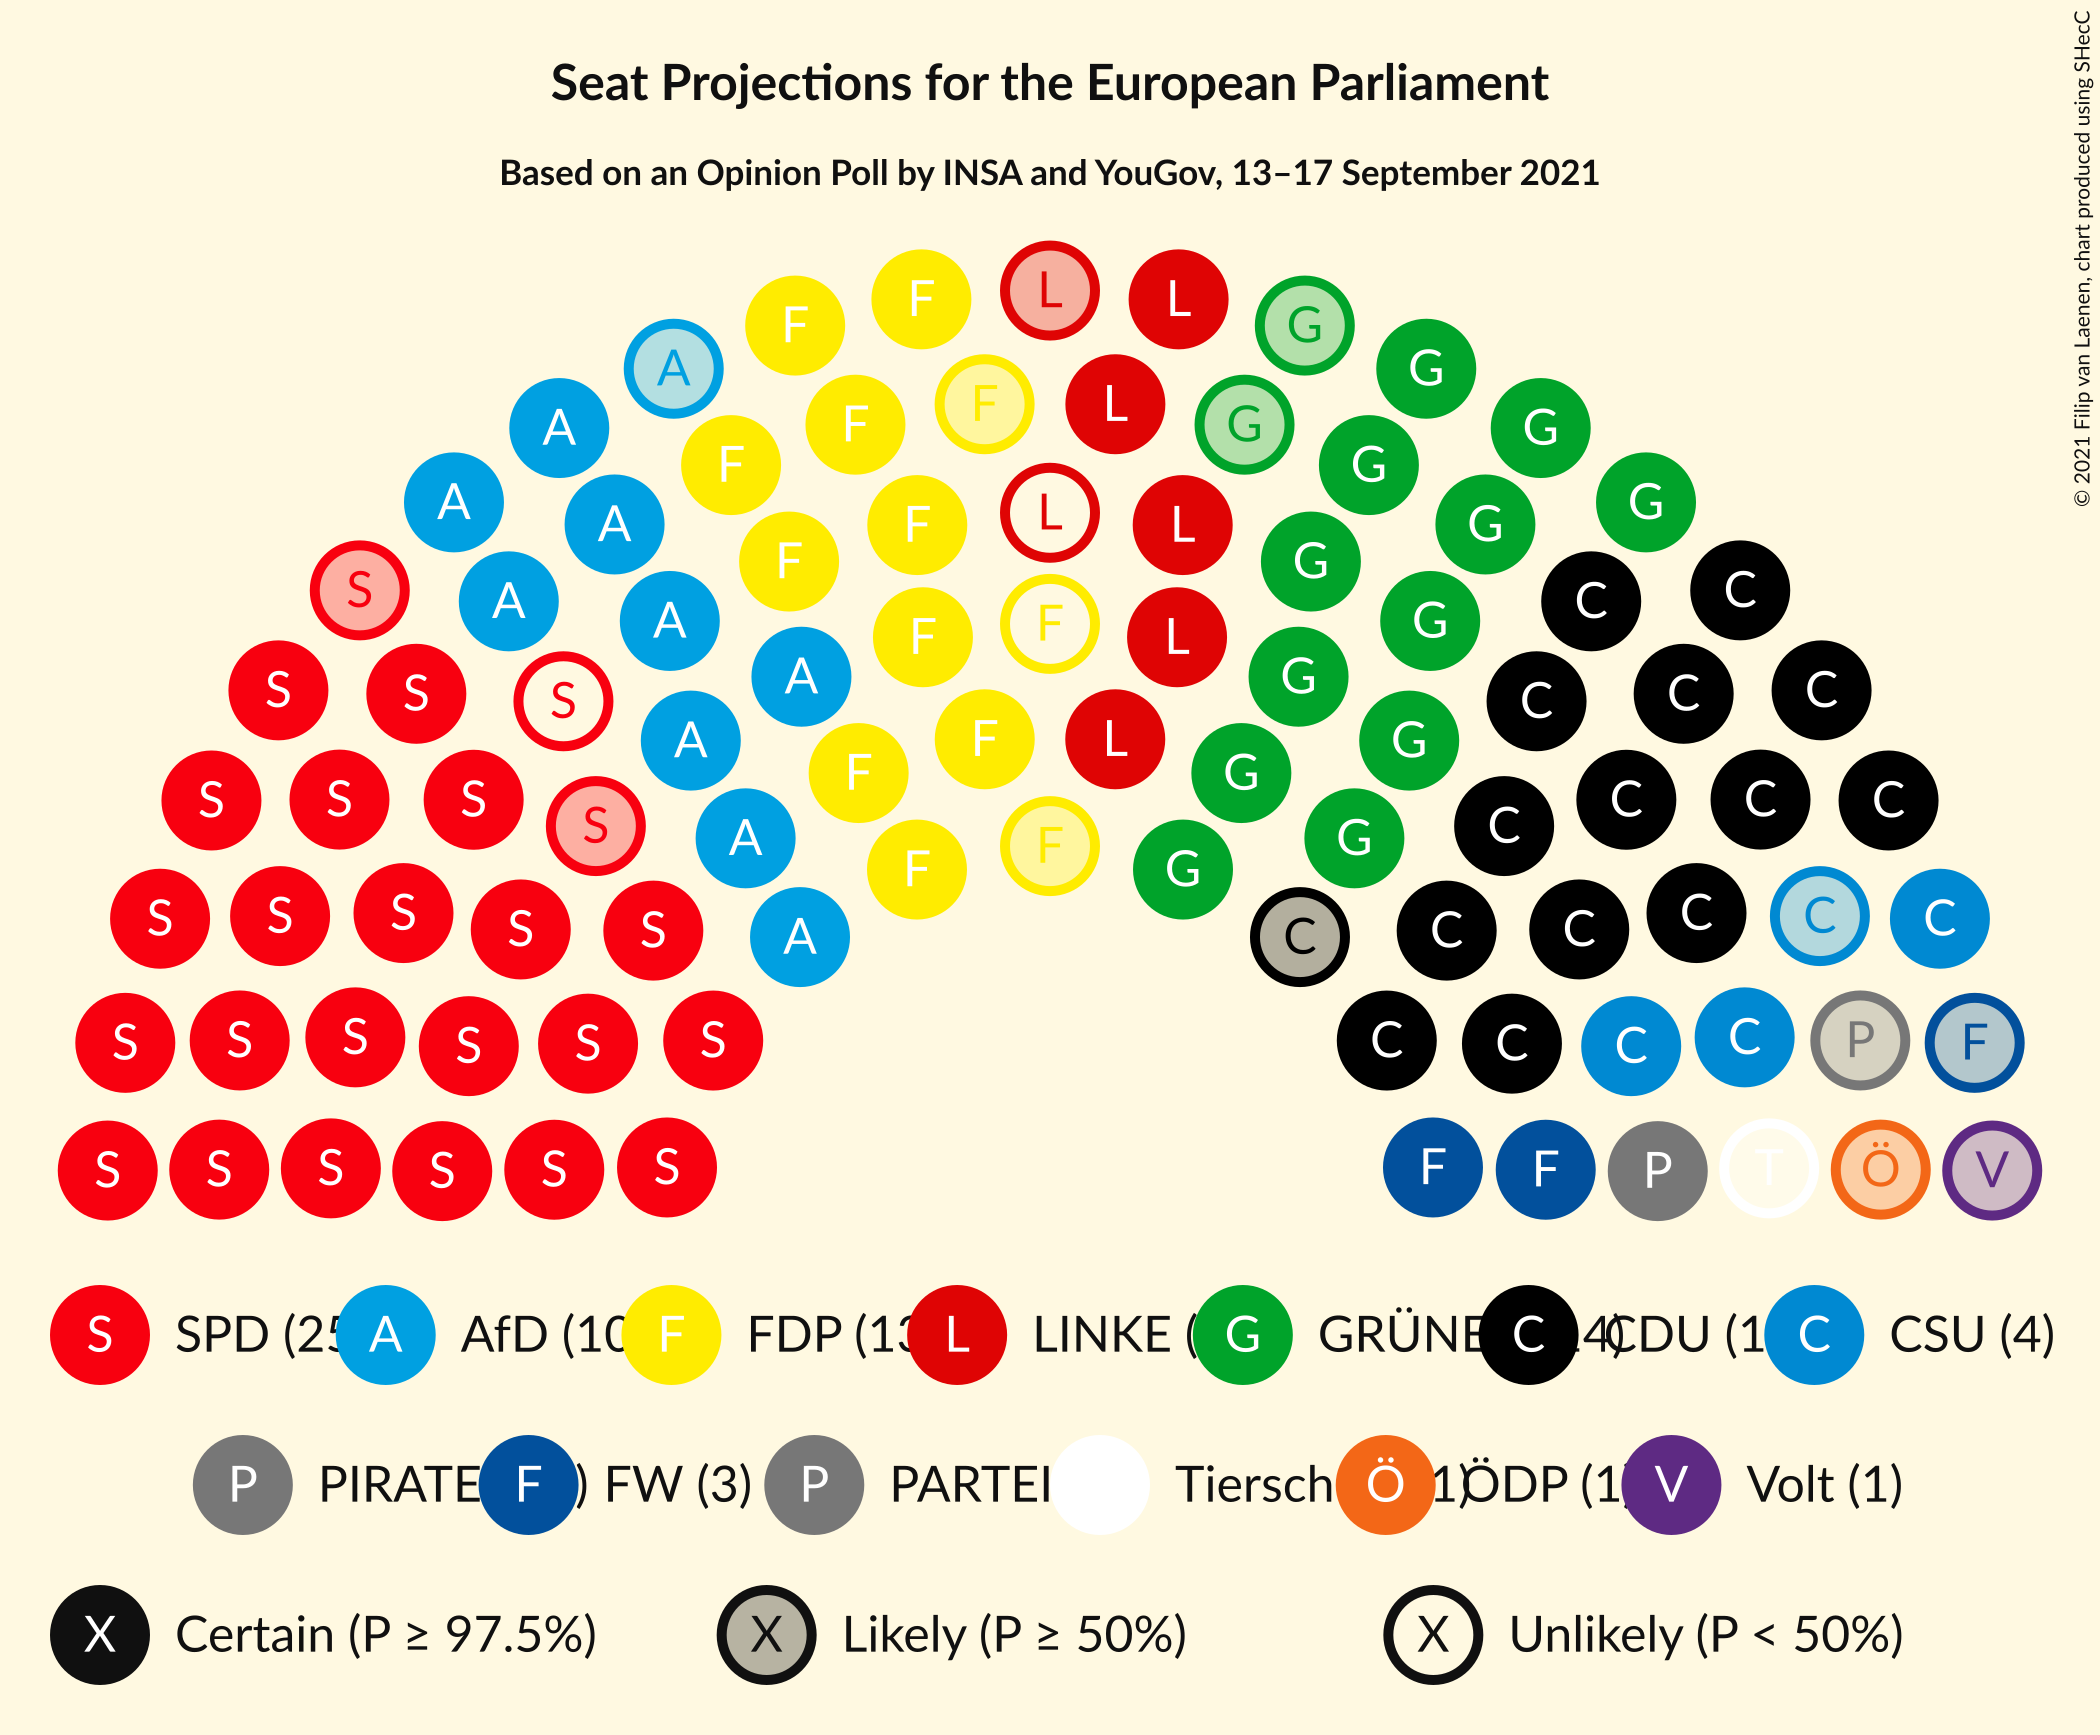 Seat Projections for the European Parliament
Based on an Opinion Poll by INSA and YouGov, 13–17 September 2021
© 2021 Filip van Laenen, chart produced using SHecC
F F L L G
A G
A F F L G G
F G
A A L G
F F L G
A F G
S A A F F L G G C C
S S S A A G G C C C
A F L G
S S S S A F G C C C C
A F F G
S S S S S A C C C C C C
S S S S S S C C C C P F
S S S S S S F F P T Ö V
S SPD (25 A AfD (10 F FDP (13 L LINKE ( G GRÜNE C 4) CDU (1 C CSU (4)
P PIRATE F ) FW (3) P PARTEI Tiersch Ö 1) ÖDP (1) V Volt (1)
X Certain (P ≥ 97.5%) X Likely (P ≥ 50%) X Unlikely (P < 50%)